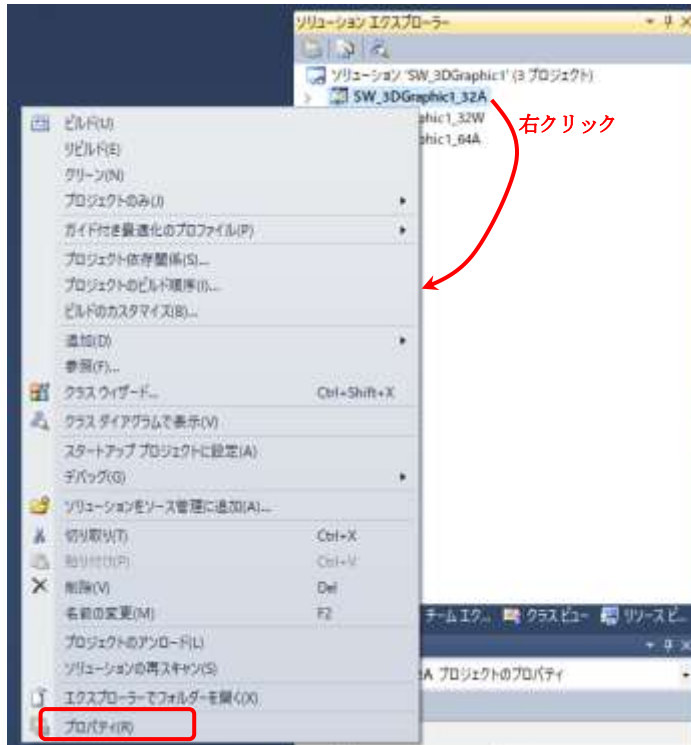 ソリューション エクスプローラー
ソリューション 'SW_3DGraphic1' (3 プロジェクト)
SW_3DGraphic1_32A
phic1_32W
phic1_64A
右クリック
ビルド(U)
リビルド(E)
クリーン(N)
プロジェクトのみ(J)
ガイド付き最適化のプロファイル(P)
プロジェクト依存関係(S)...
プロジェクトのビルド順序(I)...
ビルドのカスタマイズ(B)...
追加(D)
参照(F)...
クラス ウィザード... Ctrl+Shift+X
クラス ダイアグラムで表示(V)
スタートアップ プロジェクトに設定(A)
デバッグ(G)
ソリューションをソース管理に追加(A)...
切り取り(T) Ctrl+X
貼り付け(P) Ctrl+V
削除(V) Del
名前の変更(M) F2
プロジェクトのアンロード(L)
ソリューションの再スキャン(S)
エクスプローラーでフォルダーを開く(X)
プロパティ(R)
チーム エク... クラス ビュー リソース ビ...
A プロジェクトのプロパティ